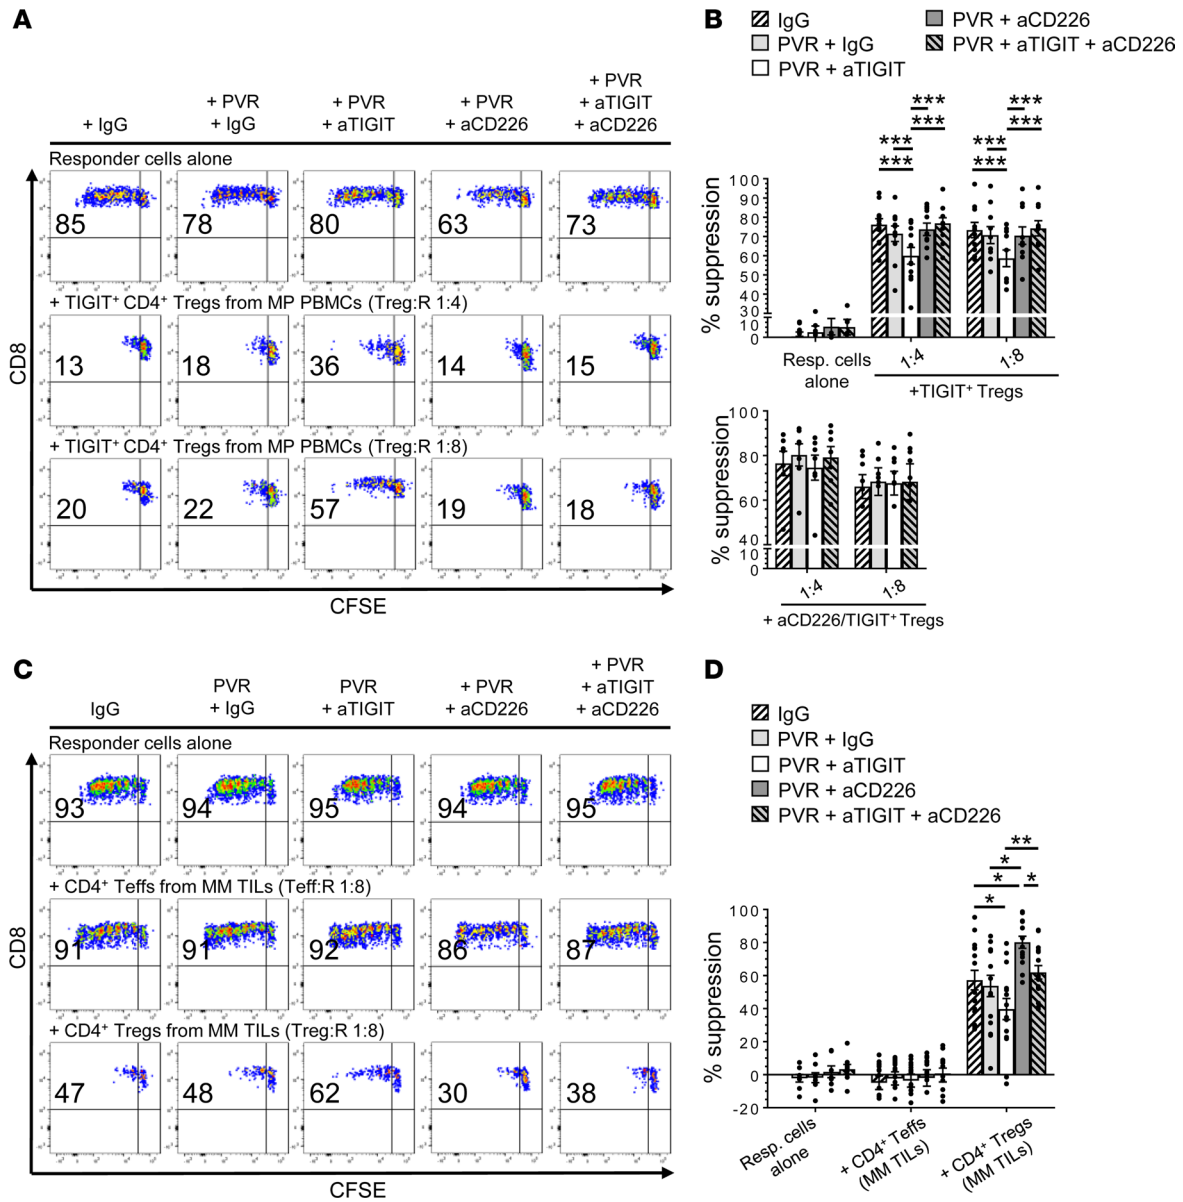 A
+ IgG
+ PVR
+ IgG
+ PVR
+ aTIGIT
+ PVR
+ aCD226
+ PVR
+ aTIGIT
+ aCD226
Responder cells alone
85
78
80
63
73
+ TIGIT⁺ CD4⁺ Tregs from MP PBMCs (Treg:R 1:4)
13
18
36
14
15
+ TIGIT⁺ CD4⁺ Tregs from MP PBMCs (Treg:R 1:8)
20
22
57
19
18
CD8
CFSE
B
IgG
PVR + IgG
PVR + aTIGIT
PVR + aCD226
PVR + aTIGIT + aCD226
***
***
***
***
***
***
***
***
% suppression
100
90
80
70
60
50
40
30
10
0
Resp. cells
alone
1:4
1:8
+TIGIT⁺ Tregs
% suppression
100
80
60
40
10
0
1:4
1:8
+ aCD226/TIGIT⁺ Tregs
C
IgG
PVR
+ IgG
PVR
+ aTIGIT
+ PVR
+ aCD226
+ PVR
+ aTIGIT
+ aCD226
Responder cells alone
93
94
95
94
95
+ CD4⁺ Teffs from MM TILs (Teff:R 1:8)
91
91
92
86
87
+ CD4⁺ Tregs from MM TILs (Treg:R 1:8)
47
48
62
30
38
CD8
CFSE
D
IgG
PVR + IgG
PVR + aTIGIT
PVR + aCD226
PVR + aTIGIT + aCD226
**
*
*
*
*
% suppression
100
80
60
40
20
0
-20
Resp. cells
alone
+ CD4⁺ Teffs
(MM TILs)
+ CD4⁺ Tregs
(MM TILs)